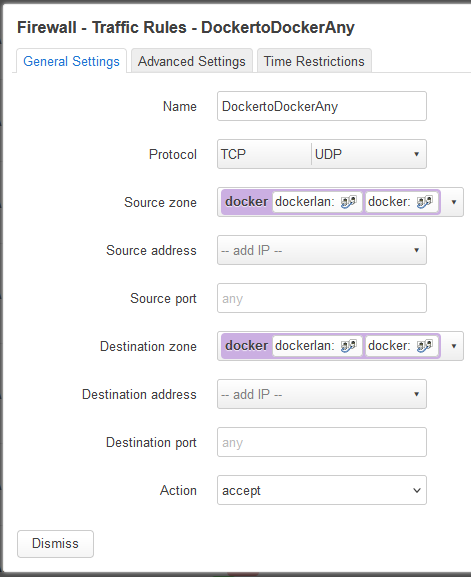 Firewall - Traffic Rules - DockertoDockerAny
General Settings Advanced Settings Time Restrictions
Name DockertoDockerAny
Protocol TCP UDP
Source zone docker dockerlan: docker:
Source address -- add IP --
Source port any
Destination zone docker dockerlan: docker:
Destination address -- add IP --
Destination port any
Action accept
Dismiss